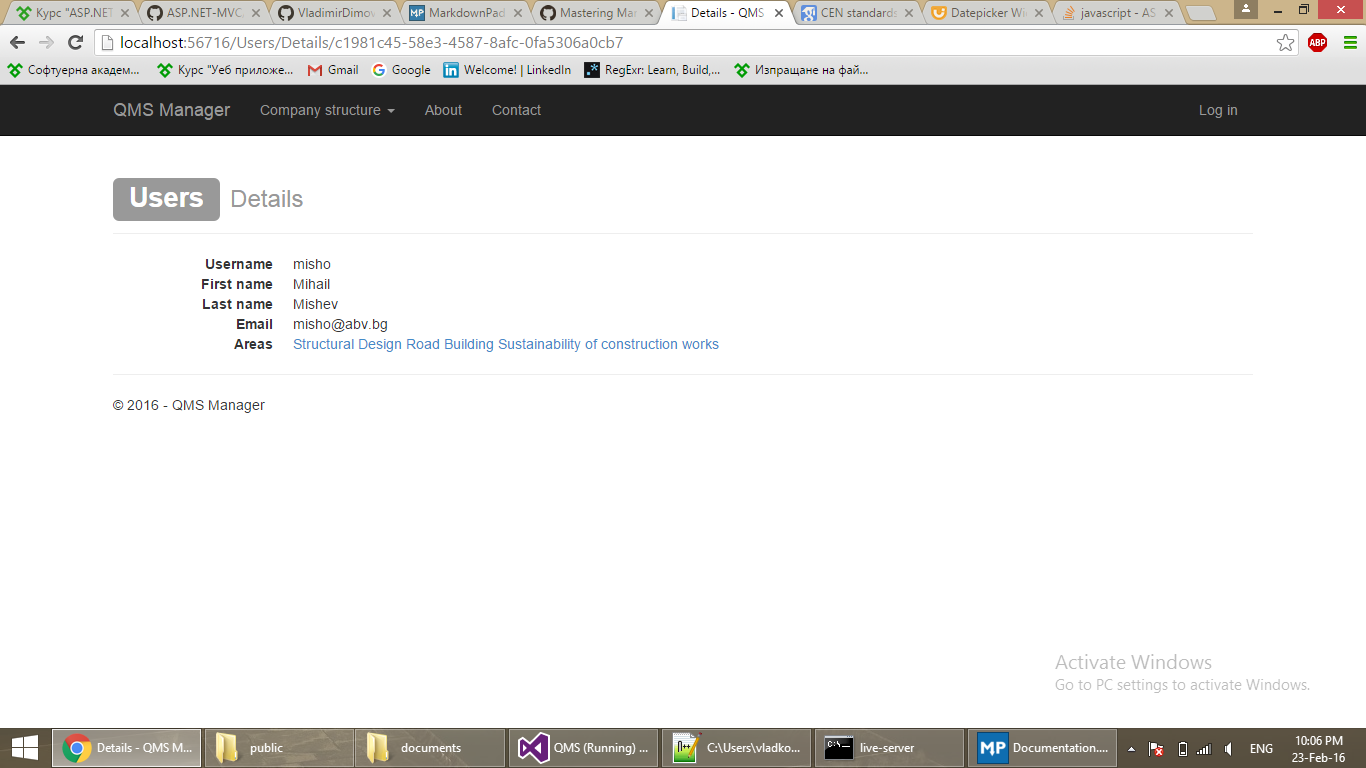 Курс "ASP.NET
ASP.NET-MVC
VladimirDimov
MarkdownPad
Mastering Mar
Details - QMS
CEN standards
Datepicker Wi
javascript - AS
localhost:56716/Users/Details/c1981c45-58e3-4587-8afc-0fa5306a0cb7
ABP
Софтуерна академ...
Курс "Уеб приложе...
Gmail
Google
Welcome! | LinkedIn
RegExr: Learn, Build,...
Изпращане на фай...
QMS Manager
Company structure
About
Contact
Log in
Users Details
Username misho
First name Mihail
Last name Mishev
Email misho@abv.bg
Areas Structural Design Road Building Sustainability of construction works
© 2016 - QMS Manager
Activate Windows
Go to PC settings to activate Windows.
Details - QMS M...
public
documents
QMS (Running) ...
C:\Users\vladko...
live-server
MP
Documentation....
ENG
10:06 PM
23-Feb-16